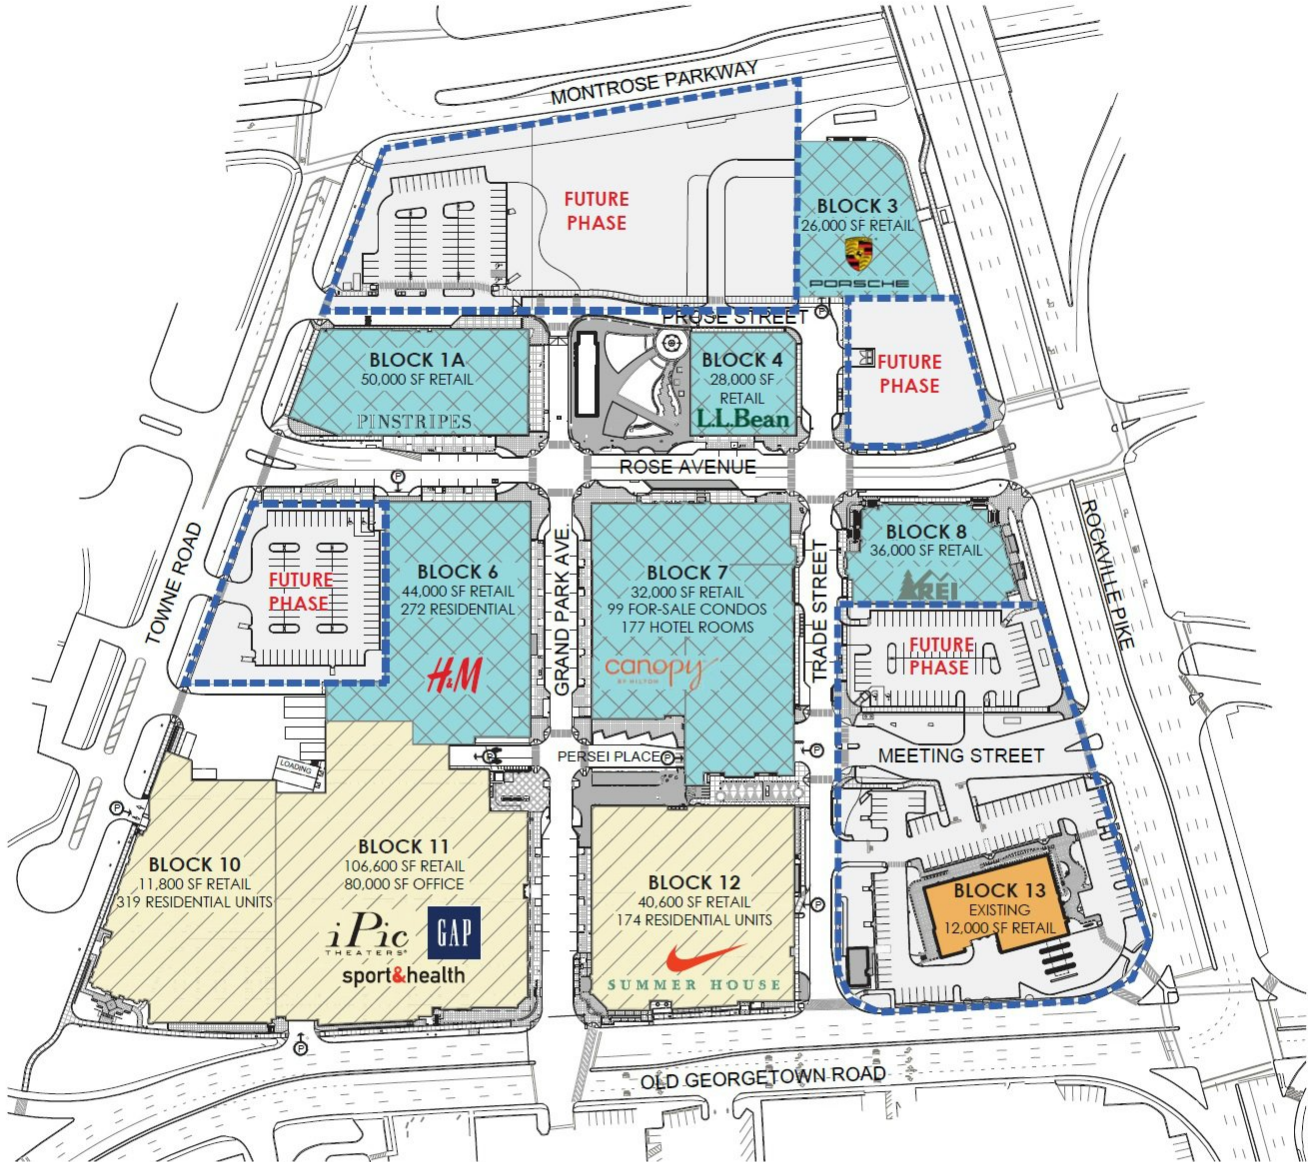 MONTROSE PARKWAY
FUTURE
PHASE
BLOCK 3
26,000 SF RETAIL
PORSCHE
PROSE STREET
P
BLOCK 1A
50,000 SF RETAIL
PINSTRIPES
BLOCK 4
28,000 SF
RETAIL
L.L.Bean
FUTURE
PHASE
ROSE AVENUE
P
TOWNE ROAD
FUTURE
PHASE
BLOCK 6
44,000 SF RETAIL
272 RESIDENTIAL
H&M
GRAND PARK AVE.
BLOCK 7
32,000 SF RETAIL
99 FOR-SALE CONDOS
177 HOTEL ROOMS
canopy
BY HILTON
TRADE STREET
BLOCK 8
36,000 SF RETAIL
REI
ROCKVILLE PIKE
FUTURE
PHASE
LOADING
P
PERSEI PLACE
P
P
MEETING STREET
P
BLOCK 10
11,800 SF RETAIL
319 RESIDENTIAL UNITS
BLOCK 11
106,600 SF RETAIL
80,000 SF OFFICE
iPic
THEATERS
GAP
sport&health
BLOCK 12
40,600 SF RETAIL
174 RESIDENTIAL UNITS
SUMMER HOUSE
P
BLOCK 13
EXISTING
12,000 SF RETAIL
P
OLD GEORGETOWN ROAD